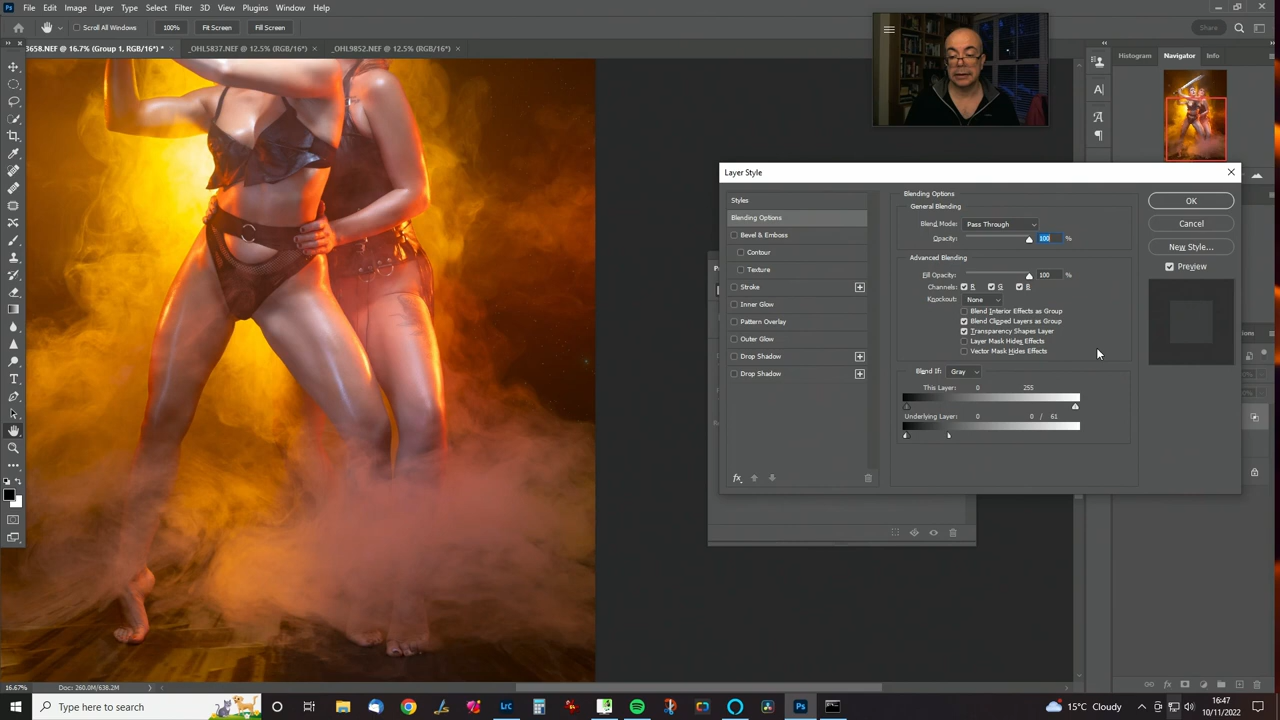 File Edit Image Layer Type Select Filter 3D View Plugins Window Help
Scroll All Windows 100% Fit Screen Fill Screen Share
3658.NEF @ 16.7% (Group 1, RGB/16*) * × _OHL5837.NEF @ 12.5% (RGB/16*) × _OHL9852.NEF @ 12.5% (RGB/16*) ×
Histogram Navigator Info
Layer Style
Styles
Blending Options
Bevel & Emboss
Contour
Texture
Stroke
Inner Glow
Pattern Overlay
Outer Glow
Drop Shadow
Drop Shadow
fx
Blending Options
General Blending
Blend Mode: Pass Through
Opacity: 100 %
Advanced Blending
Fill Opacity: 100 %
Channels: R G B
Knockout: None
Blend Interior Effects as Group
Blend Clipped Layers as Group
Transparency Shapes Layer
Layer Mask Hides Effects
Vector Mask Hides Effects
Blend If: Gray
This Layer: 0 255
Underlying Layer: 0 0 / 61
OK
Cancel
New Style...
Preview
16.67% Doc: 260.0M/638.2M
Type here to search
Lrc
Ps
15°C Cloudy
16:47
10/11/2022